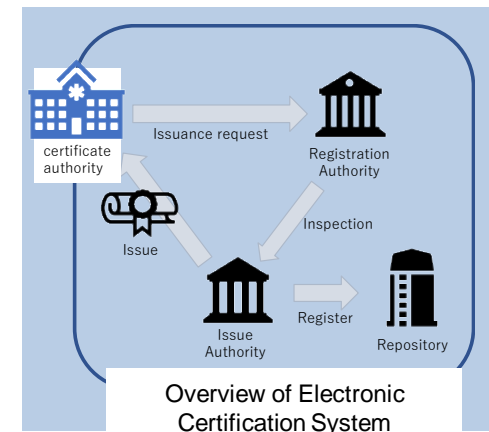 certificate
authority
Issuance request
Registration
Authority
Inspection
Issue
Issue
Authority
Register
Repository
Overview of Electronic
Certification System